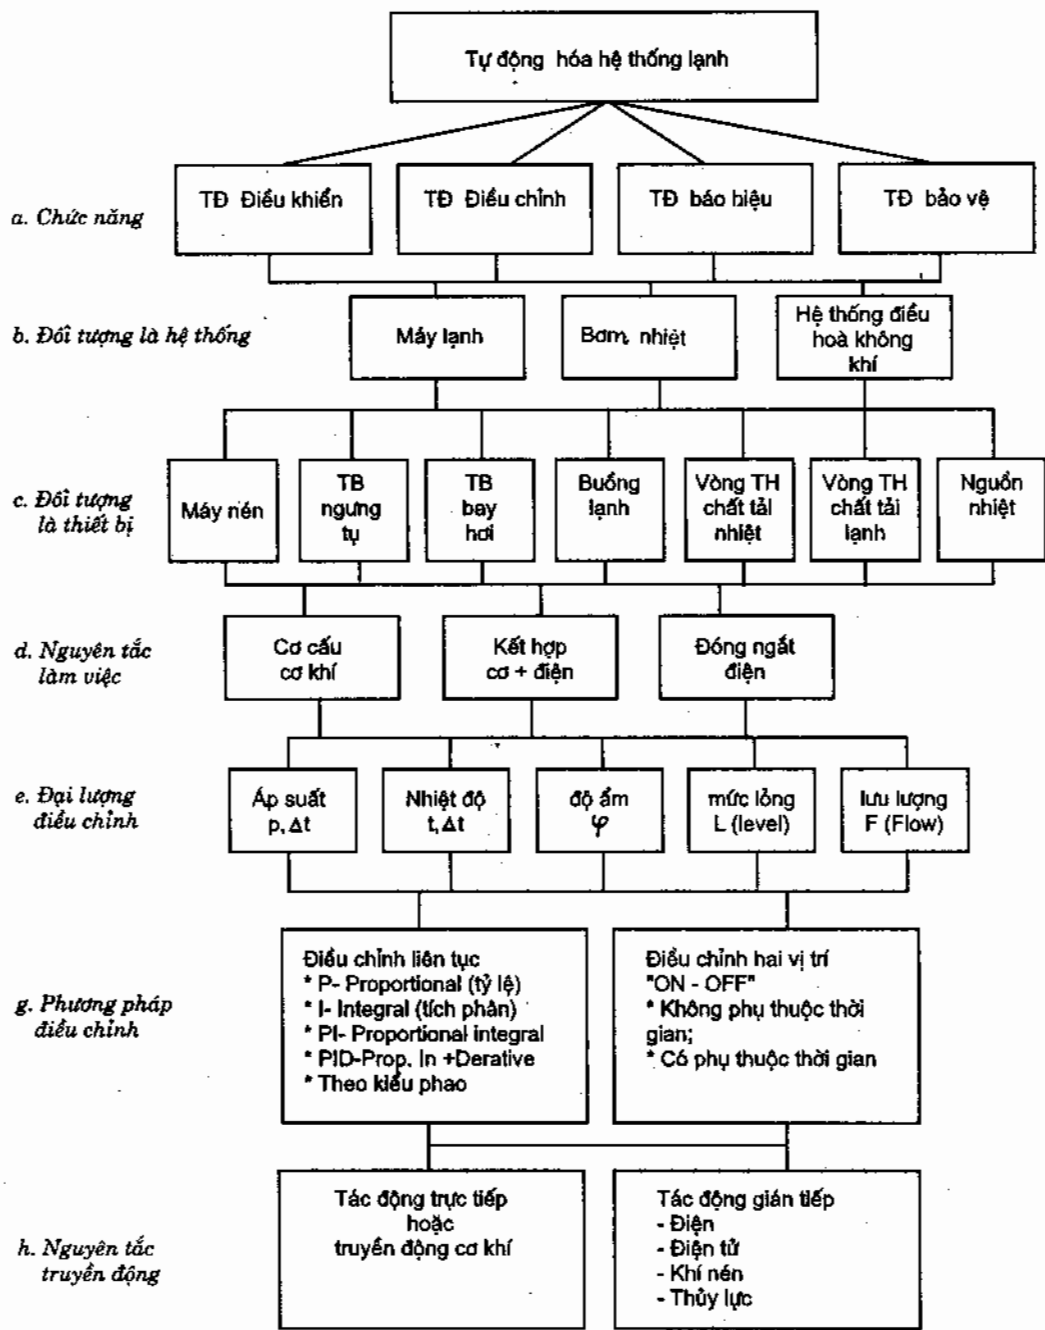 Tự động hóa hệ thống lạnh
a. Chức năng
TĐ Điều khiển
TĐ Điều chỉnh
TĐ báo hiệu
TĐ bảo vệ
b. Đối tượng là hệ thống
Máy lạnh
Bơm nhiệt
Hệ thống điều
hoà không
khí
c. Đối tượng
là thiết bị
Máy nén
TB
ngưng
tụ
TB
bay
hơi
Buồng
lạnh
Vòng TH
chất tải
nhiệt
Vòng TH
chất tải
lạnh
Nguồn
nhiệt
d. Nguyên tắc
làm việc
Cơ cấu
cơ khí
Kết hợp
cơ + điện
Đóng ngắt
điện
e. Đại lượng
điều chỉnh
Áp suất
p, Δt
Nhiệt độ
t, Δt
độ ẩm
φ
mức lỏng
L (level)
lưu lượng
F (Flow)
g. Phương pháp
điều chỉnh
Điều chỉnh liên tục
* P- Proportional (tỷ lệ)
* I- Integral (tích phân)
* PI- Proportional integral
* PID-Prop. In +Derative
* Theo kiểu phao
Điều chỉnh hai vị trí
"ON - OFF"
* Không phụ thuộc thời
gian;
* Có phụ thuộc thời gian
h. Nguyên tắc
truyền động
Tác động trực tiếp
hoặc
truyền động cơ khí
Tác động gián tiếp
- Điện
- Điện tử
- Khí nén
- Thủy lực